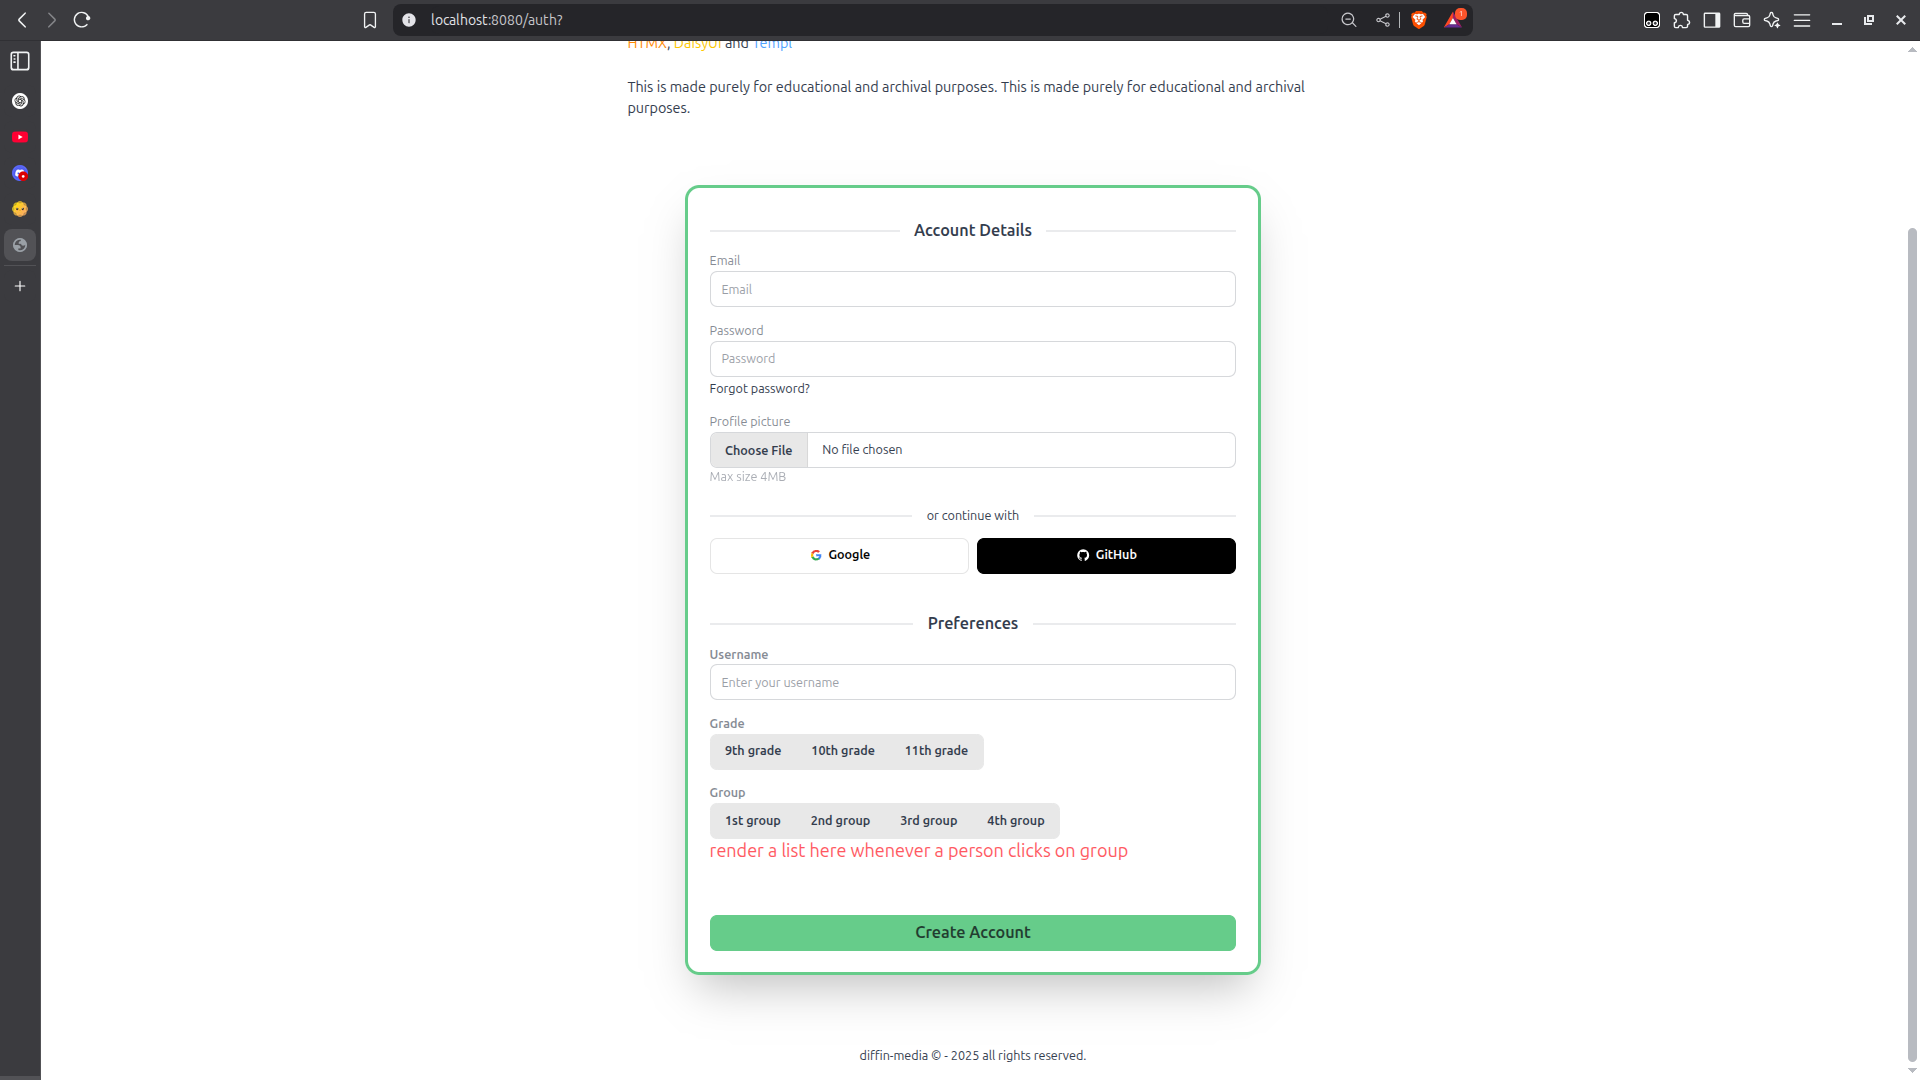 localhost:8080/auth?
1
HTMX, DaisyUI and Templ
This is made purely for educational and archival purposes. This is made purely for educational and archival
purposes.
Account Details
Email
Email
Password
Password
Forgot password?
Profile picture
Choose File No file chosen
Max size 4MB
or continue with
Google GitHub
Preferences
Username
Enter your username
Grade
9th grade 10th grade 11th grade
Group
1st group 2nd group 3rd group 4th group
render a list here whenever a person clicks on group
Create Account
diffin-media © - 2025 all rights reserved.